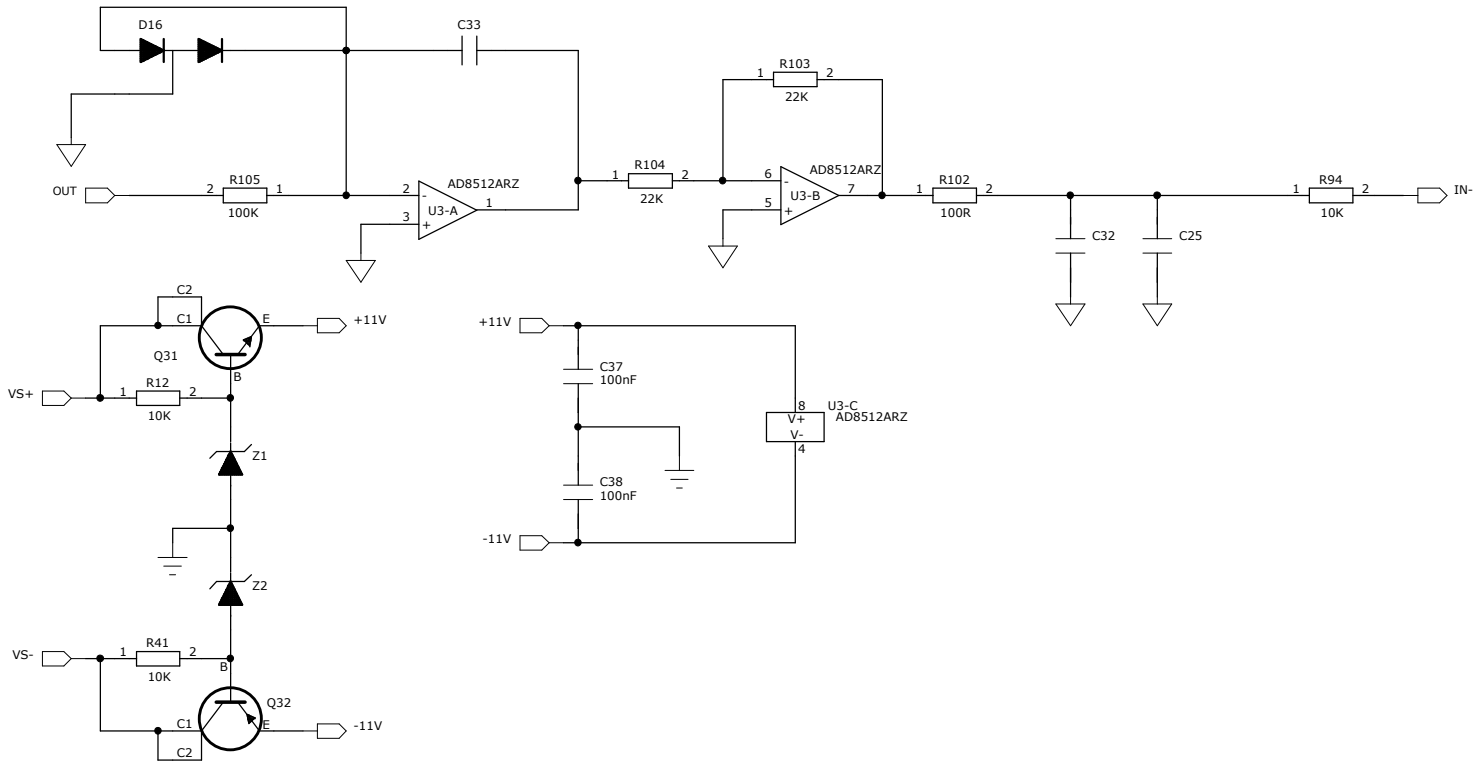 D16
C33
R103
1 2
22K
OUT
2 R105 1
100K
AD8512ARZ
2 -
U3-A
3 +
1
R104
1 2
22K
AD8512ARZ
6 -
U3-B
5 +
7
R102
1 2
100R
C32
C25
R94
1 2
10K
IN-
C2
C1
E
+11V
Q31
B
VS+
R12
1 2
10K
Z1
Z2
VS-
R41
1 2
10K
B
Q32
C1
E
C2
-11V
+11V
C37
100nF
C38
100nF
-11V
8
U3-C
AD8512ARZ
V+
V-
4